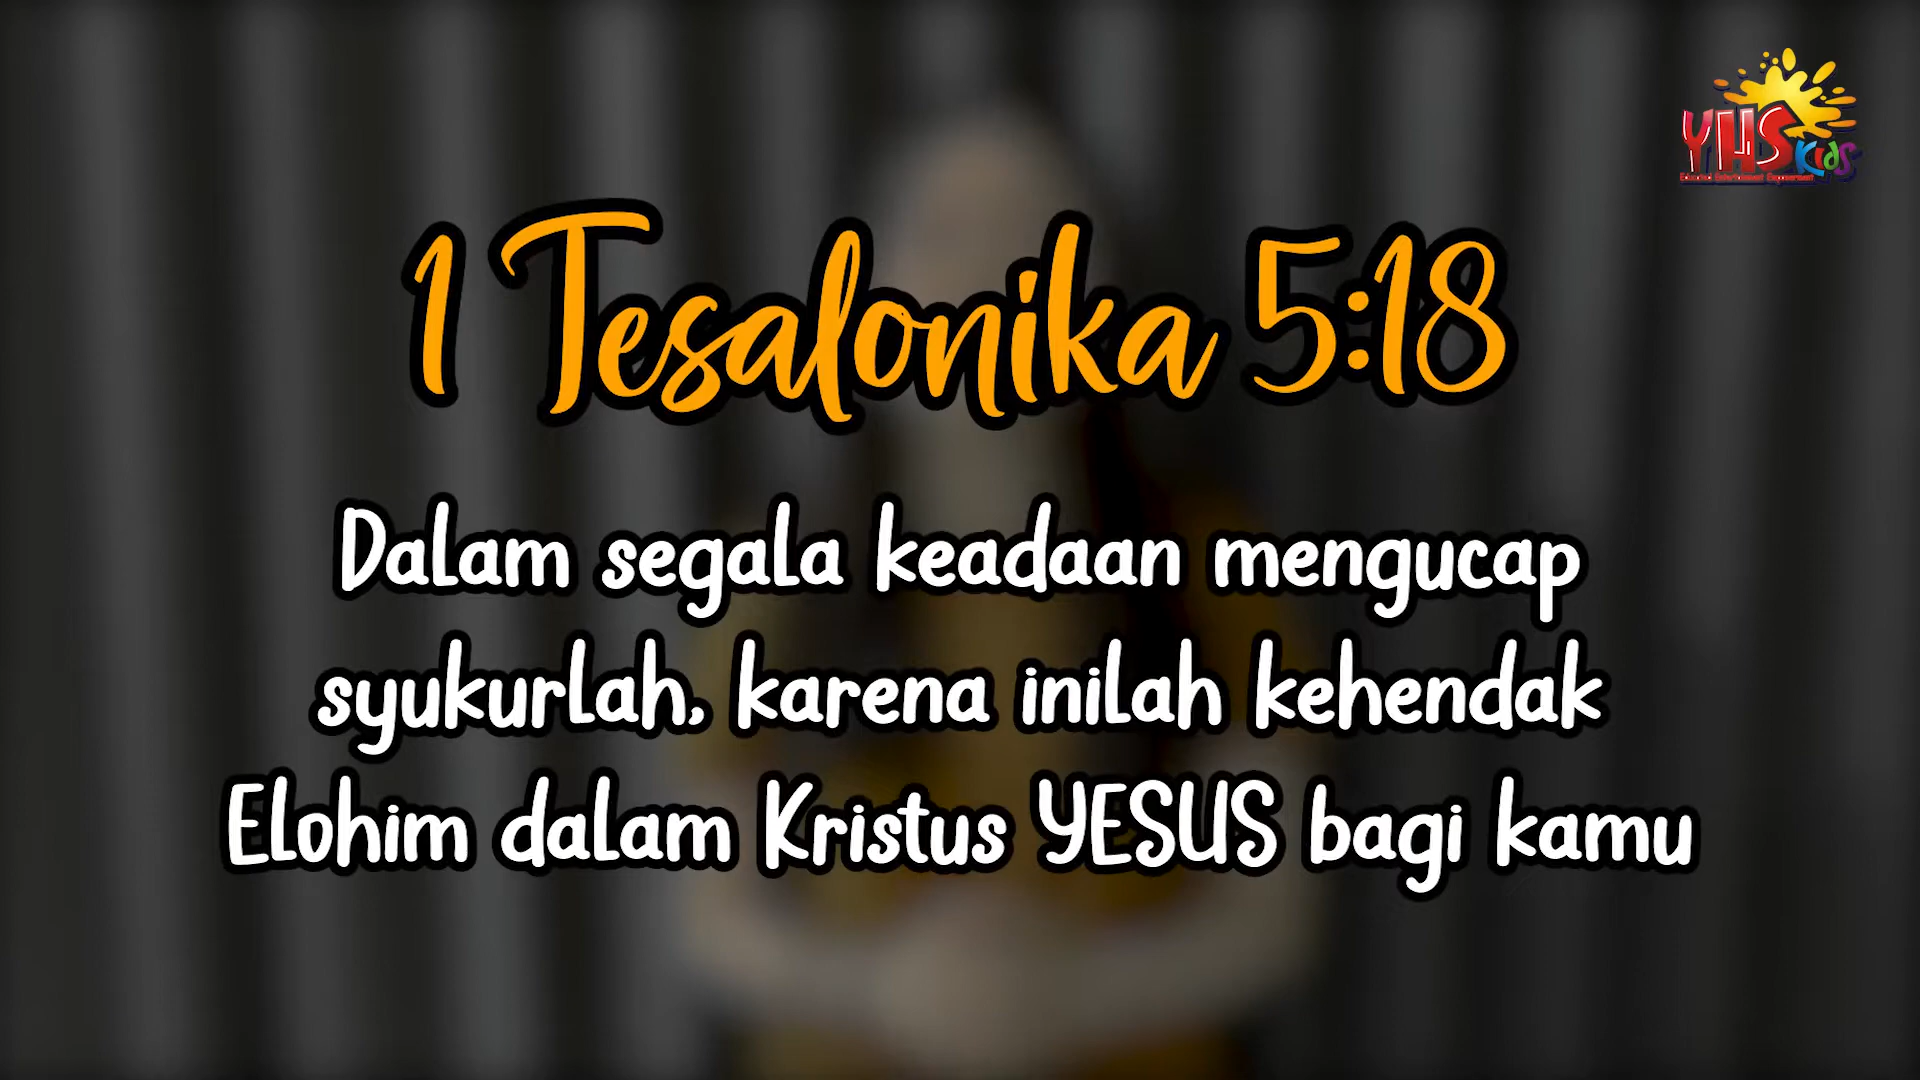 YHS Kids
1 Tesalonika 5:18
Dalam segala keadaan mengucap
syukurlah, karena inilah kehendak
Elohim dalam Kristus YESUS bagi kamu